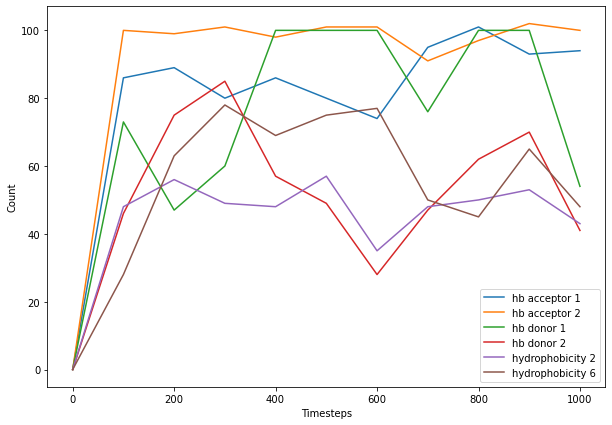 100
80
60
40
20
0
Count
0 200 400 600 800 1000
Timesteps
hb acceptor 1
hb acceptor 2
hb donor 1
hb donor 2
hydrophobicity 2
hydrophobicity 6